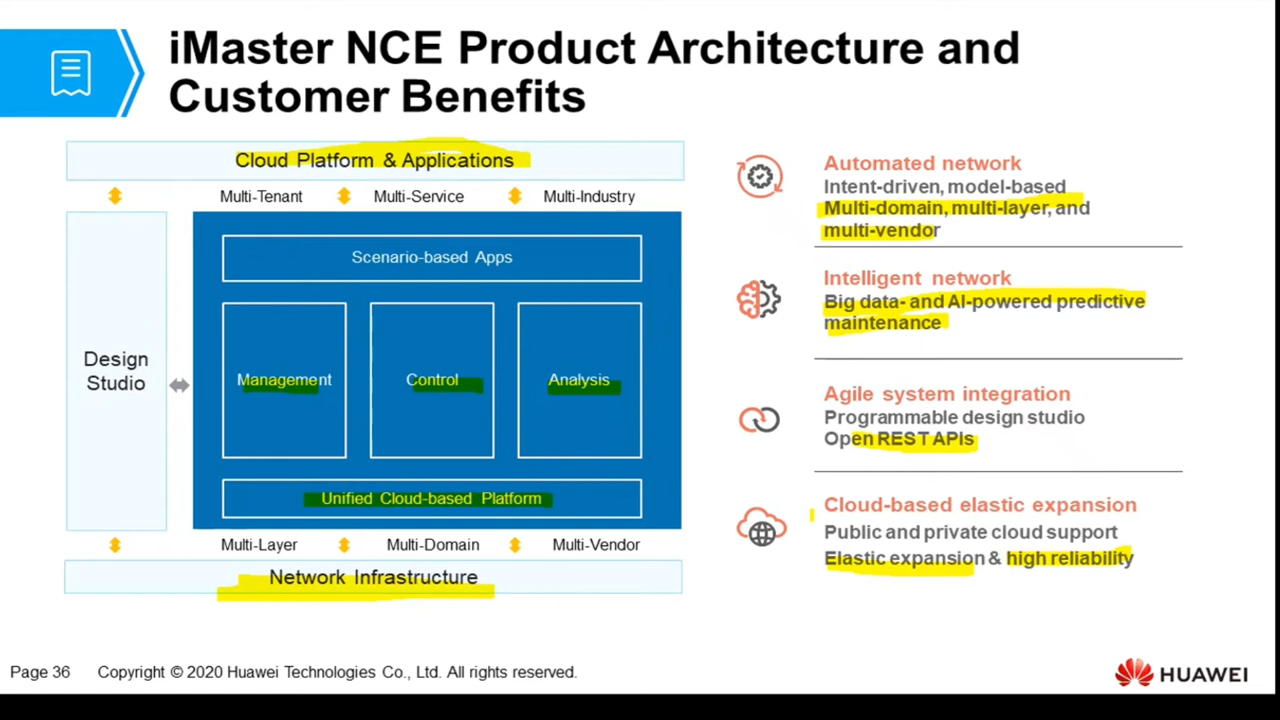 iMaster NCE Product Architecture and
Customer Benefits
Cloud Platform & Applications
Multi-Tenant Multi-Service Multi-Industry
Design
Studio
Scenario-based Apps
Management Control Analysis
Unified Cloud-based Platform
Multi-Layer Multi-Domain Multi-Vendor
Network Infrastructure
Automated network
Intent-driven, model-based
Multi-domain, multi-layer, and
multi-vendor
Intelligent network
Big data- and AI-powered predictive
maintenance
Agile system integration
Programmable design studio
Open REST APIs
Cloud-based elastic expansion
Public and private cloud support
Elastic expansion & high reliability
Page 36 Copyright © 2020 Huawei Technologies Co., Ltd. All rights reserved.
HUAWEI